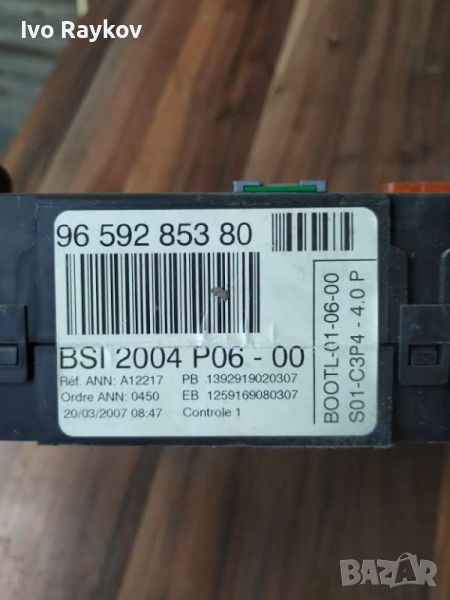 Ivo Raykov
96 592 853 80
BSI 2004 P06 - 00
Réf. ANN: A12217 PB 1392919020307
Ordre ANN: 0450 EB 1259169080307
20/03/2007 08:47 Controle 1
BOOTL-01-06-00
S01-C3P4 - 4.0 P
bazar